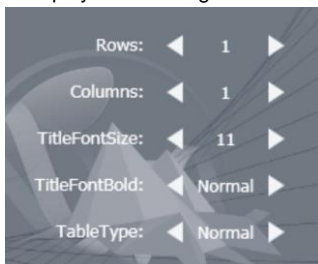 Rows: 1
Columns: 1
TitleFontSize: 11
TitleFontBold: Normal
TableType: Normal